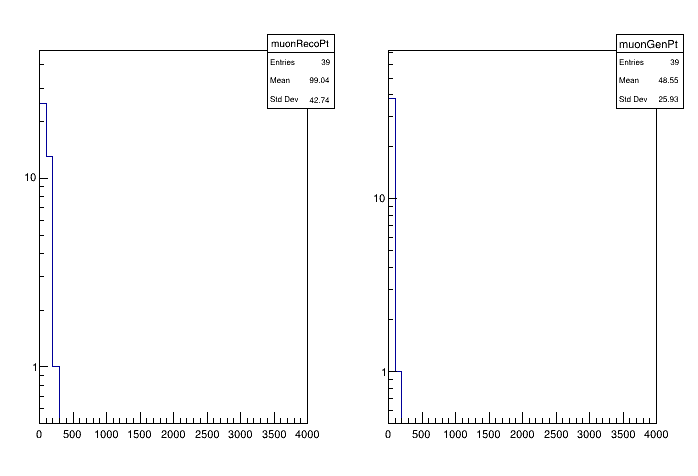 muonRecoPt
Entries 39
Mean 99.04
Std Dev 42.74
10
1
0 500 1000 1500 2000 2500 3000 3500 4000
muonGenPt
Entries 39
Mean 48.55
Std Dev 25.93
10
1
0 500 1000 1500 2000 2500 3000 3500 4000